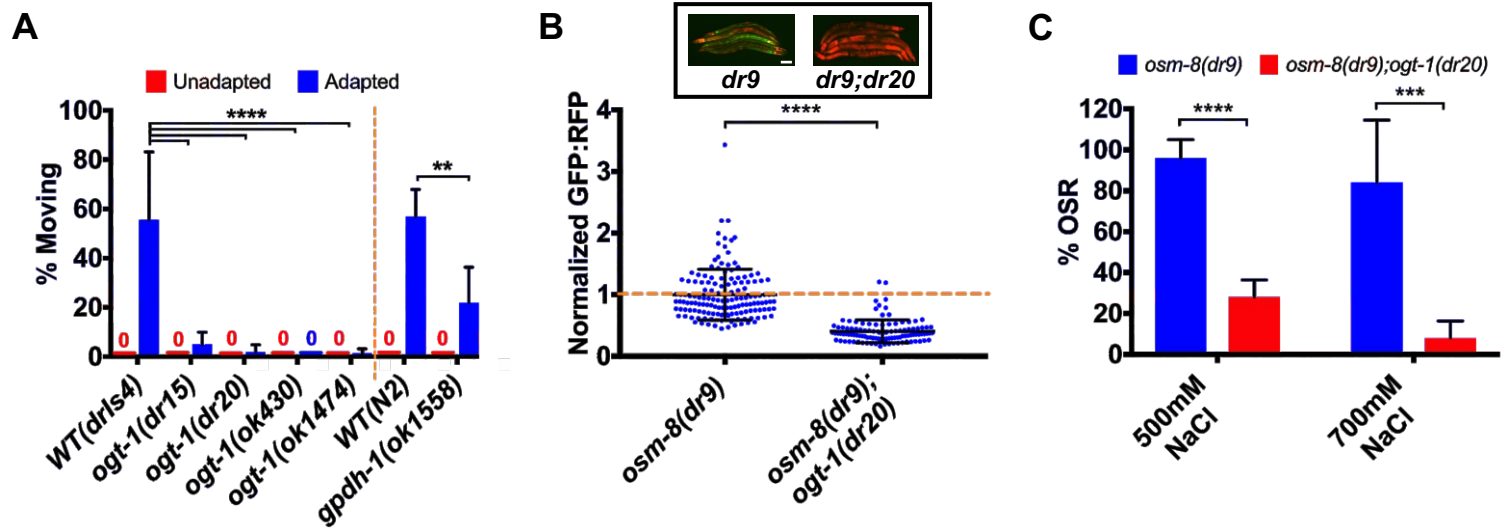 A
Unadapted Adapted
% Moving
100
80
60
40
20
0
****
**
0 0 0 0 0 0 0 0
WT(drIs4)
ogt-1(dr15)
ogt-1(dr20)
ogt-1(ok430)
ogt-1(ok1474)
WT(N2)
gpdh-1(ok1558)
B
dr9 dr9;dr20
****
Normalized GFP:RFP
4
3
2
1
0
osm-8(dr9)
osm-8(dr9);
ogt-1(dr20)
C
osm-8(dr9) osm-8(dr9);ogt-1(dr20)
% OSR
120
100
80
60
40
20
0
****
***
500mM
NaCl
700mM
NaCl